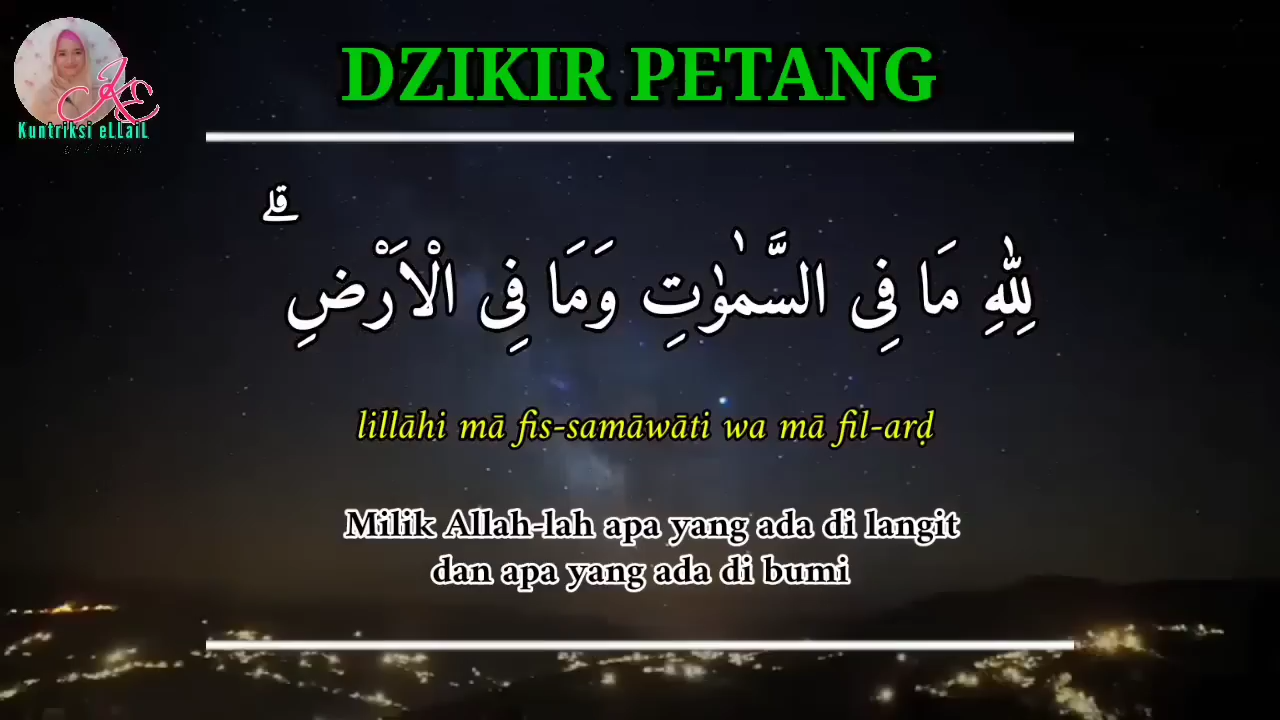 DZIKIR PETANG
Kuntriksi eLLaiL
لِلّٰهِ مَا فِى السَّمٰوٰتِ وَمَا فِى الْاَرْضِ ۗ
lillāhi mā fis-samāwāti wa mā fil-arḍ
Milik Allah-lah apa yang ada di langit
dan apa yang ada di bumi